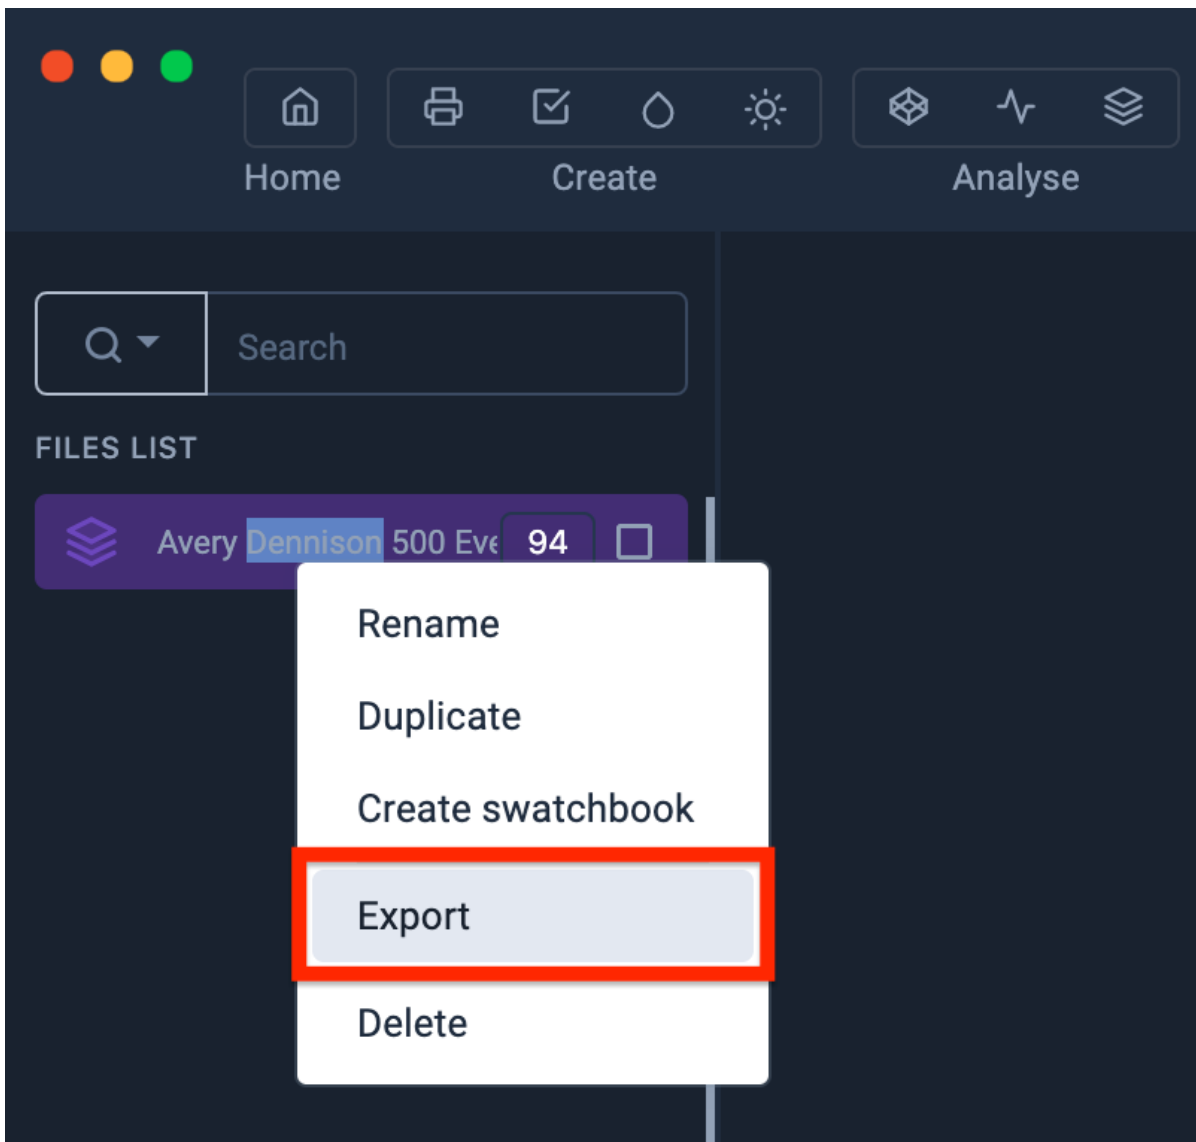 Home
Create
Analyse
Search
FILES LIST
Avery Dennison 500 Eve 94
Rename
Duplicate
Create swatchbook
Export
Delete